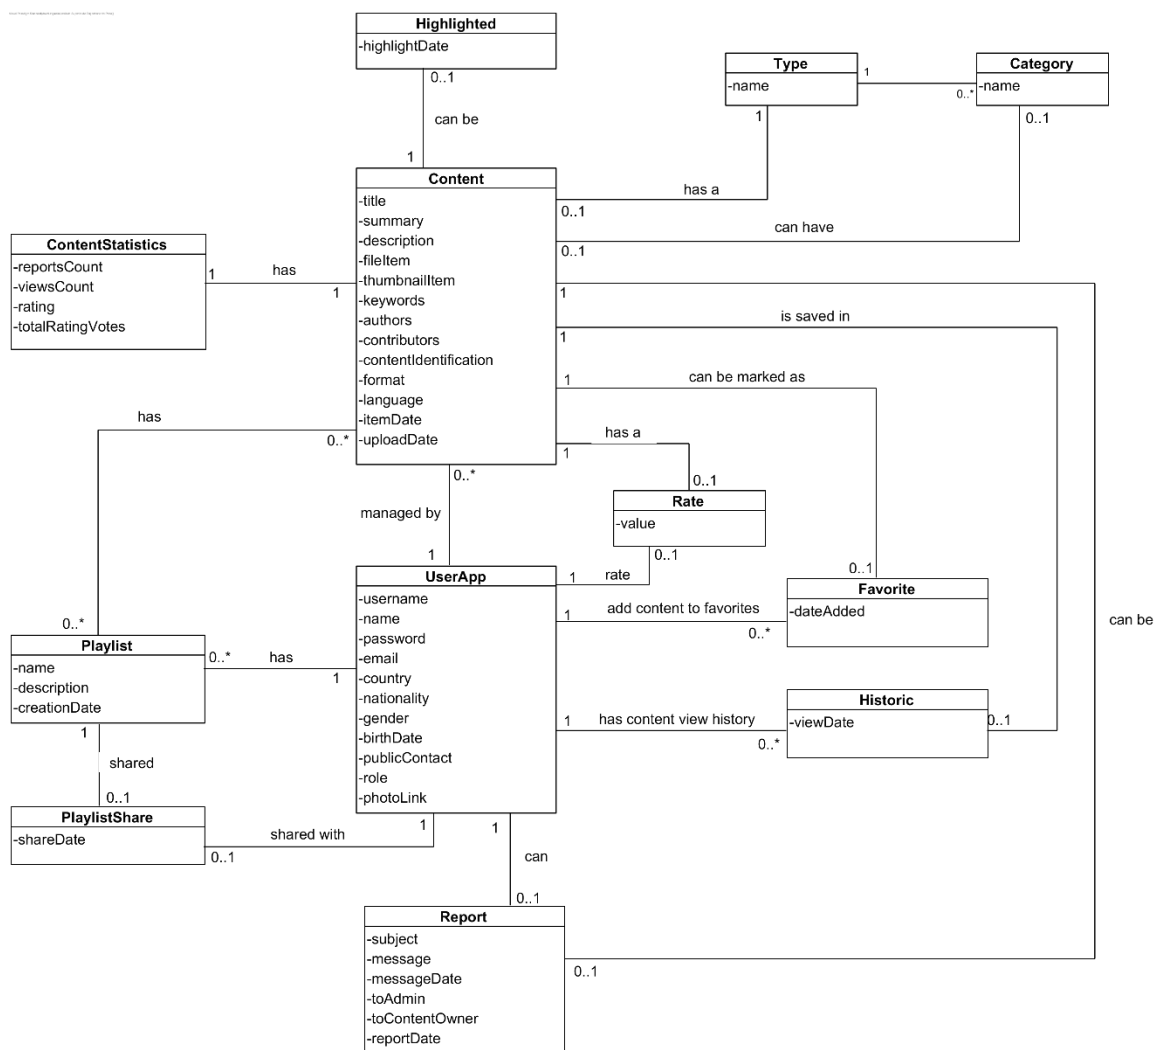 Highlighted
-highlightDate
0..1
can be
1
Type
-name
1
0..*
Category
-name
1
0..1
has a
0..1
can have
0..1
Content
-title
-summary
-description
-fileItem
-thumbnailItem
-keywords
-authors
-contributors
-contentIdentification
-format
-language
-itemDate
-uploadDate
ContentStatistics
-reportsCount
-viewsCount
-rating
-totalRatingVotes
1
has
1
1
is saved in
1
can be marked as
1
has a
1
0..1
has
0..*
0..*
managed by
1
Rate
-value
0..1
rate
1
0..1
Favorite
-dateAdded
add content to favorites
1
0..*
can be
UserApp
-username
-name
-password
-email
-country
-nationality
-gender
-birthDate
-publicContact
-role
-photoLink
0..*
Playlist
-name
-description
-creationDate
0..*
has
1
1
shared
0..1
PlaylistShare
-shareDate
shared with
0..1
1
Historic
-viewDate
0..1
has content view history
1
0..*
1
can
0..1
Report
-subject
-message
-messageDate
-toAdmin
-toContentOwner
-reportDate
0..1